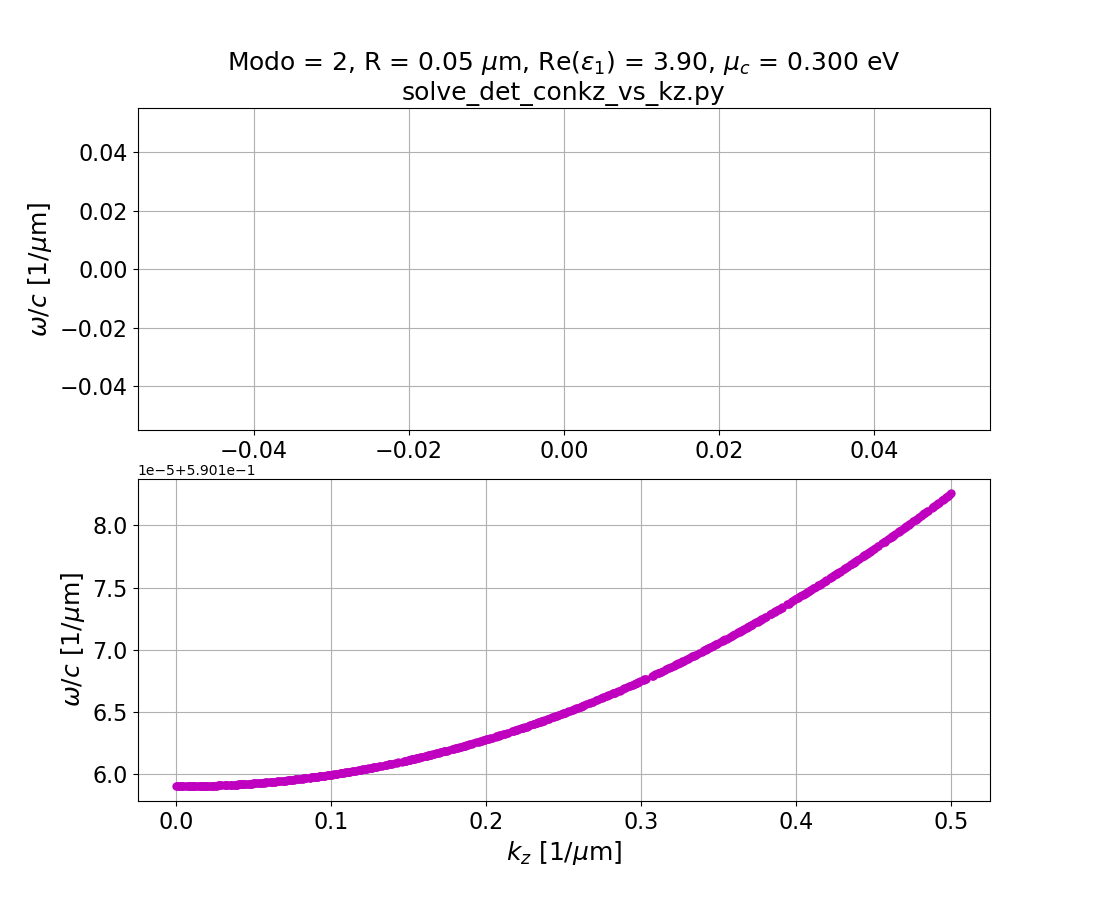 Modo = 2, R = 0.05 μm, Re(ε₁) = 3.90, μ_c = 0.300 eV
solve_det_conkz_vs_kz.py
0.04
0.02
0.00
−0.02
−0.04
ω/c [1/μm]
−0.04 −0.02 0.00 0.02 0.04
1e−5+5.901e−1
8.0
7.5
7.0
6.5
6.0
ω/c [1/μm]
0.0 0.1 0.2 0.3 0.4 0.5
k_z [1/μm]